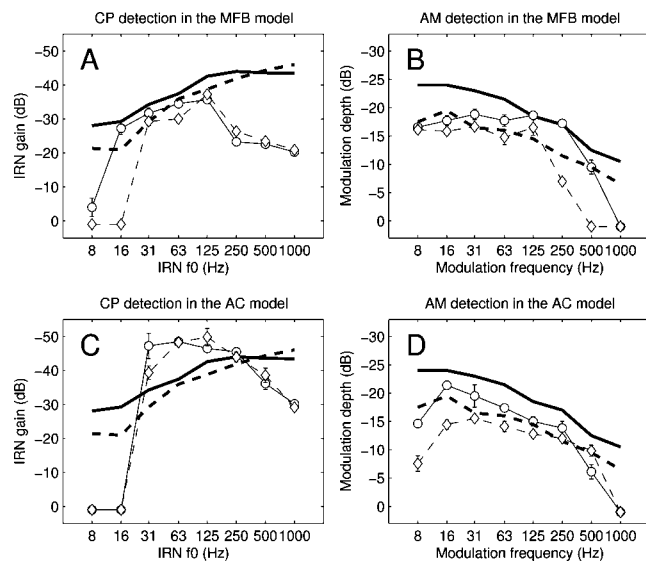 CP detection in the MFB model
A
IRN gain (dB)
-50
-40
-30
-20
-10
0
8 16 31 63 125 250 500 1000
IRN f0 (Hz)
AM detection in the MFB model
B
Modulation depth (dB)
-30
-25
-20
-15
-10
-5
0
8 16 31 63 125 250 500 1000
Modulation frequency (Hz)
CP detection in the AC model
C
IRN gain (dB)
-50
-40
-30
-20
-10
0
8 16 31 63 125 250 500 1000
IRN f0 (Hz)
AM detection in the AC model
D
Modulation depth (dB)
-30
-25
-20
-15
-10
-5
0
8 16 31 63 125 250 500 1000
Modulation frequency (Hz)